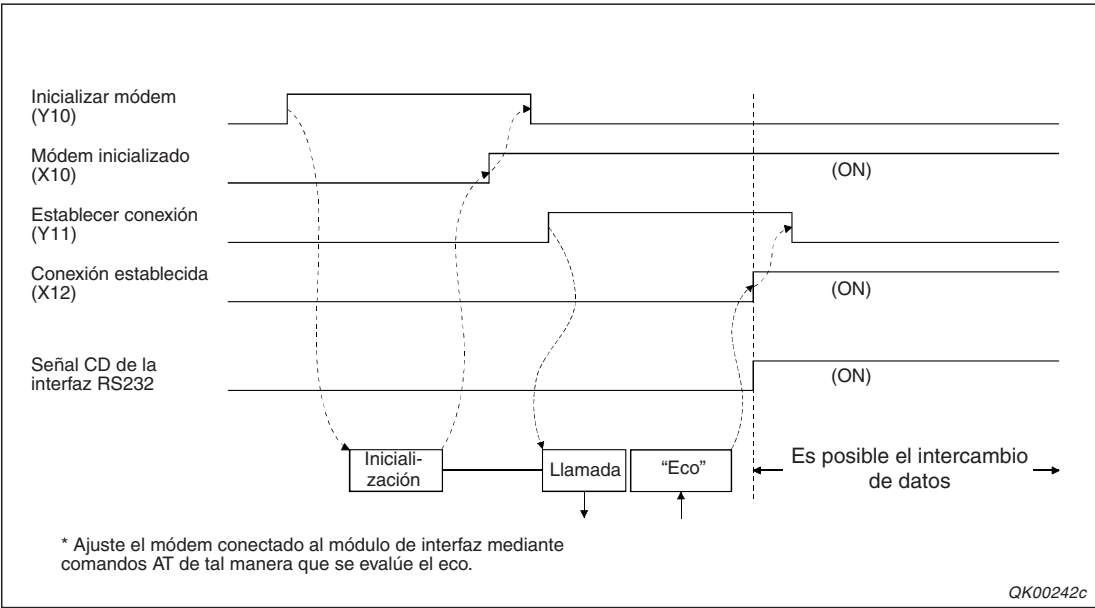 Inicializar módem
(Y10)
Módem inicializado
(X10)
(ON)
Establecer conexión
(Y11)
Conexión establecida
(X12)
(ON)
Señal CD de la
interfaz RS232
(ON)
Iniciali-
zación
Llamada
“Eco”
Es posible el intercambio
de datos
* Ajuste el módem conectado al módulo de interfaz mediante
comandos AT de tal manera que se evalúe el eco.
QK00242c